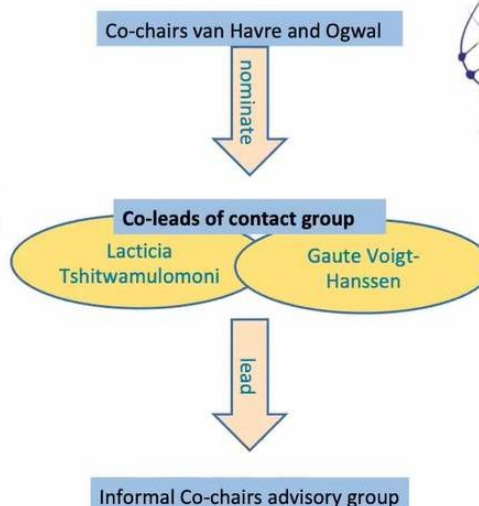 Co-chairs van Havre and Ogwal
nominate
Co-leads of contact group
Lacticia
Tshitwamulomoni
Gaute Voigt-
Hanssen
lead
Informal Co-chairs advisory group